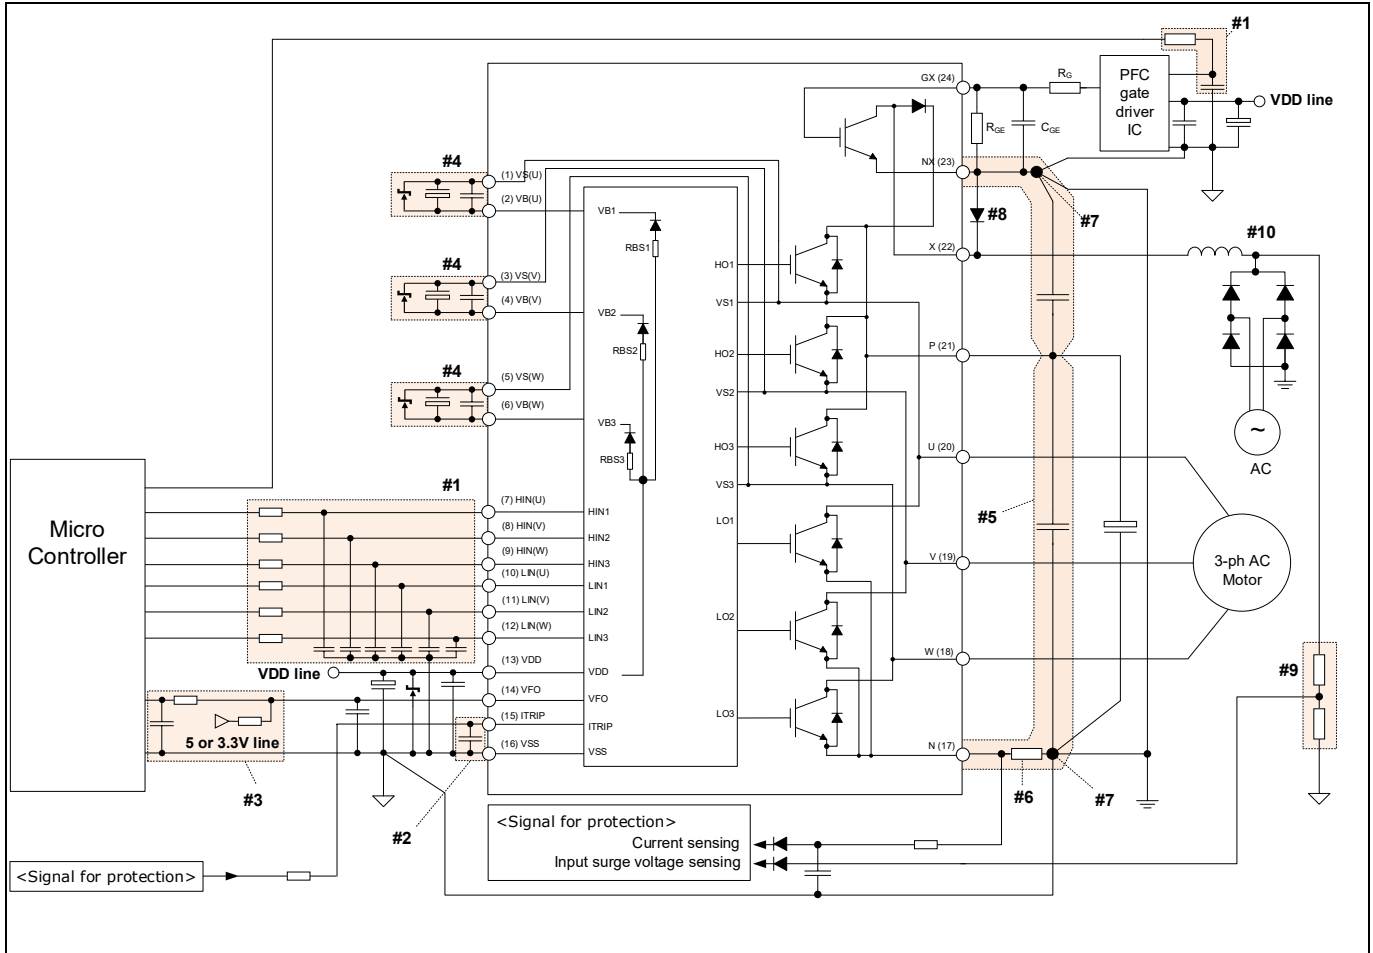 #1
GX (24)
RG
PFC
gate
driver
IC
VDD line
RGE
CGE
NX (23)
#7
#8
X (22)
#10
#4
(1) VS(U)
(2) VB(U)
VB1
RBS1
HO1
VS1
#4
(3) VS(V)
(4) VB(V)
VB2
RBS2
HO2
VS2
P (21)
~
AC
#4
(5) VS(W)
(6) VB(W)
VB3
RBS3
HO3
VS3
U (20)
#5
Micro
Controller
#1
(7) HIN(U)
(8) HIN(V)
(9) HIN(W)
(10) LIN(U)
(11) LIN(V)
(12) LIN(W)
HIN1
HIN2
HIN3
LIN1
LIN2
LIN3
LO1
LO2
LO3
V (19)
3-ph AC
Motor
W (18)
VDD line
(13) VDD
(14) VFO
(15) ITRIP
(16) VSS
VDD
VFO
ITRIP
VSS
5 or 3.3V line
#3
#2
N (17)
#6
#7
#9
<Signal for protection>
Current sensing
Input surge voltage sensing
<Signal for protection>